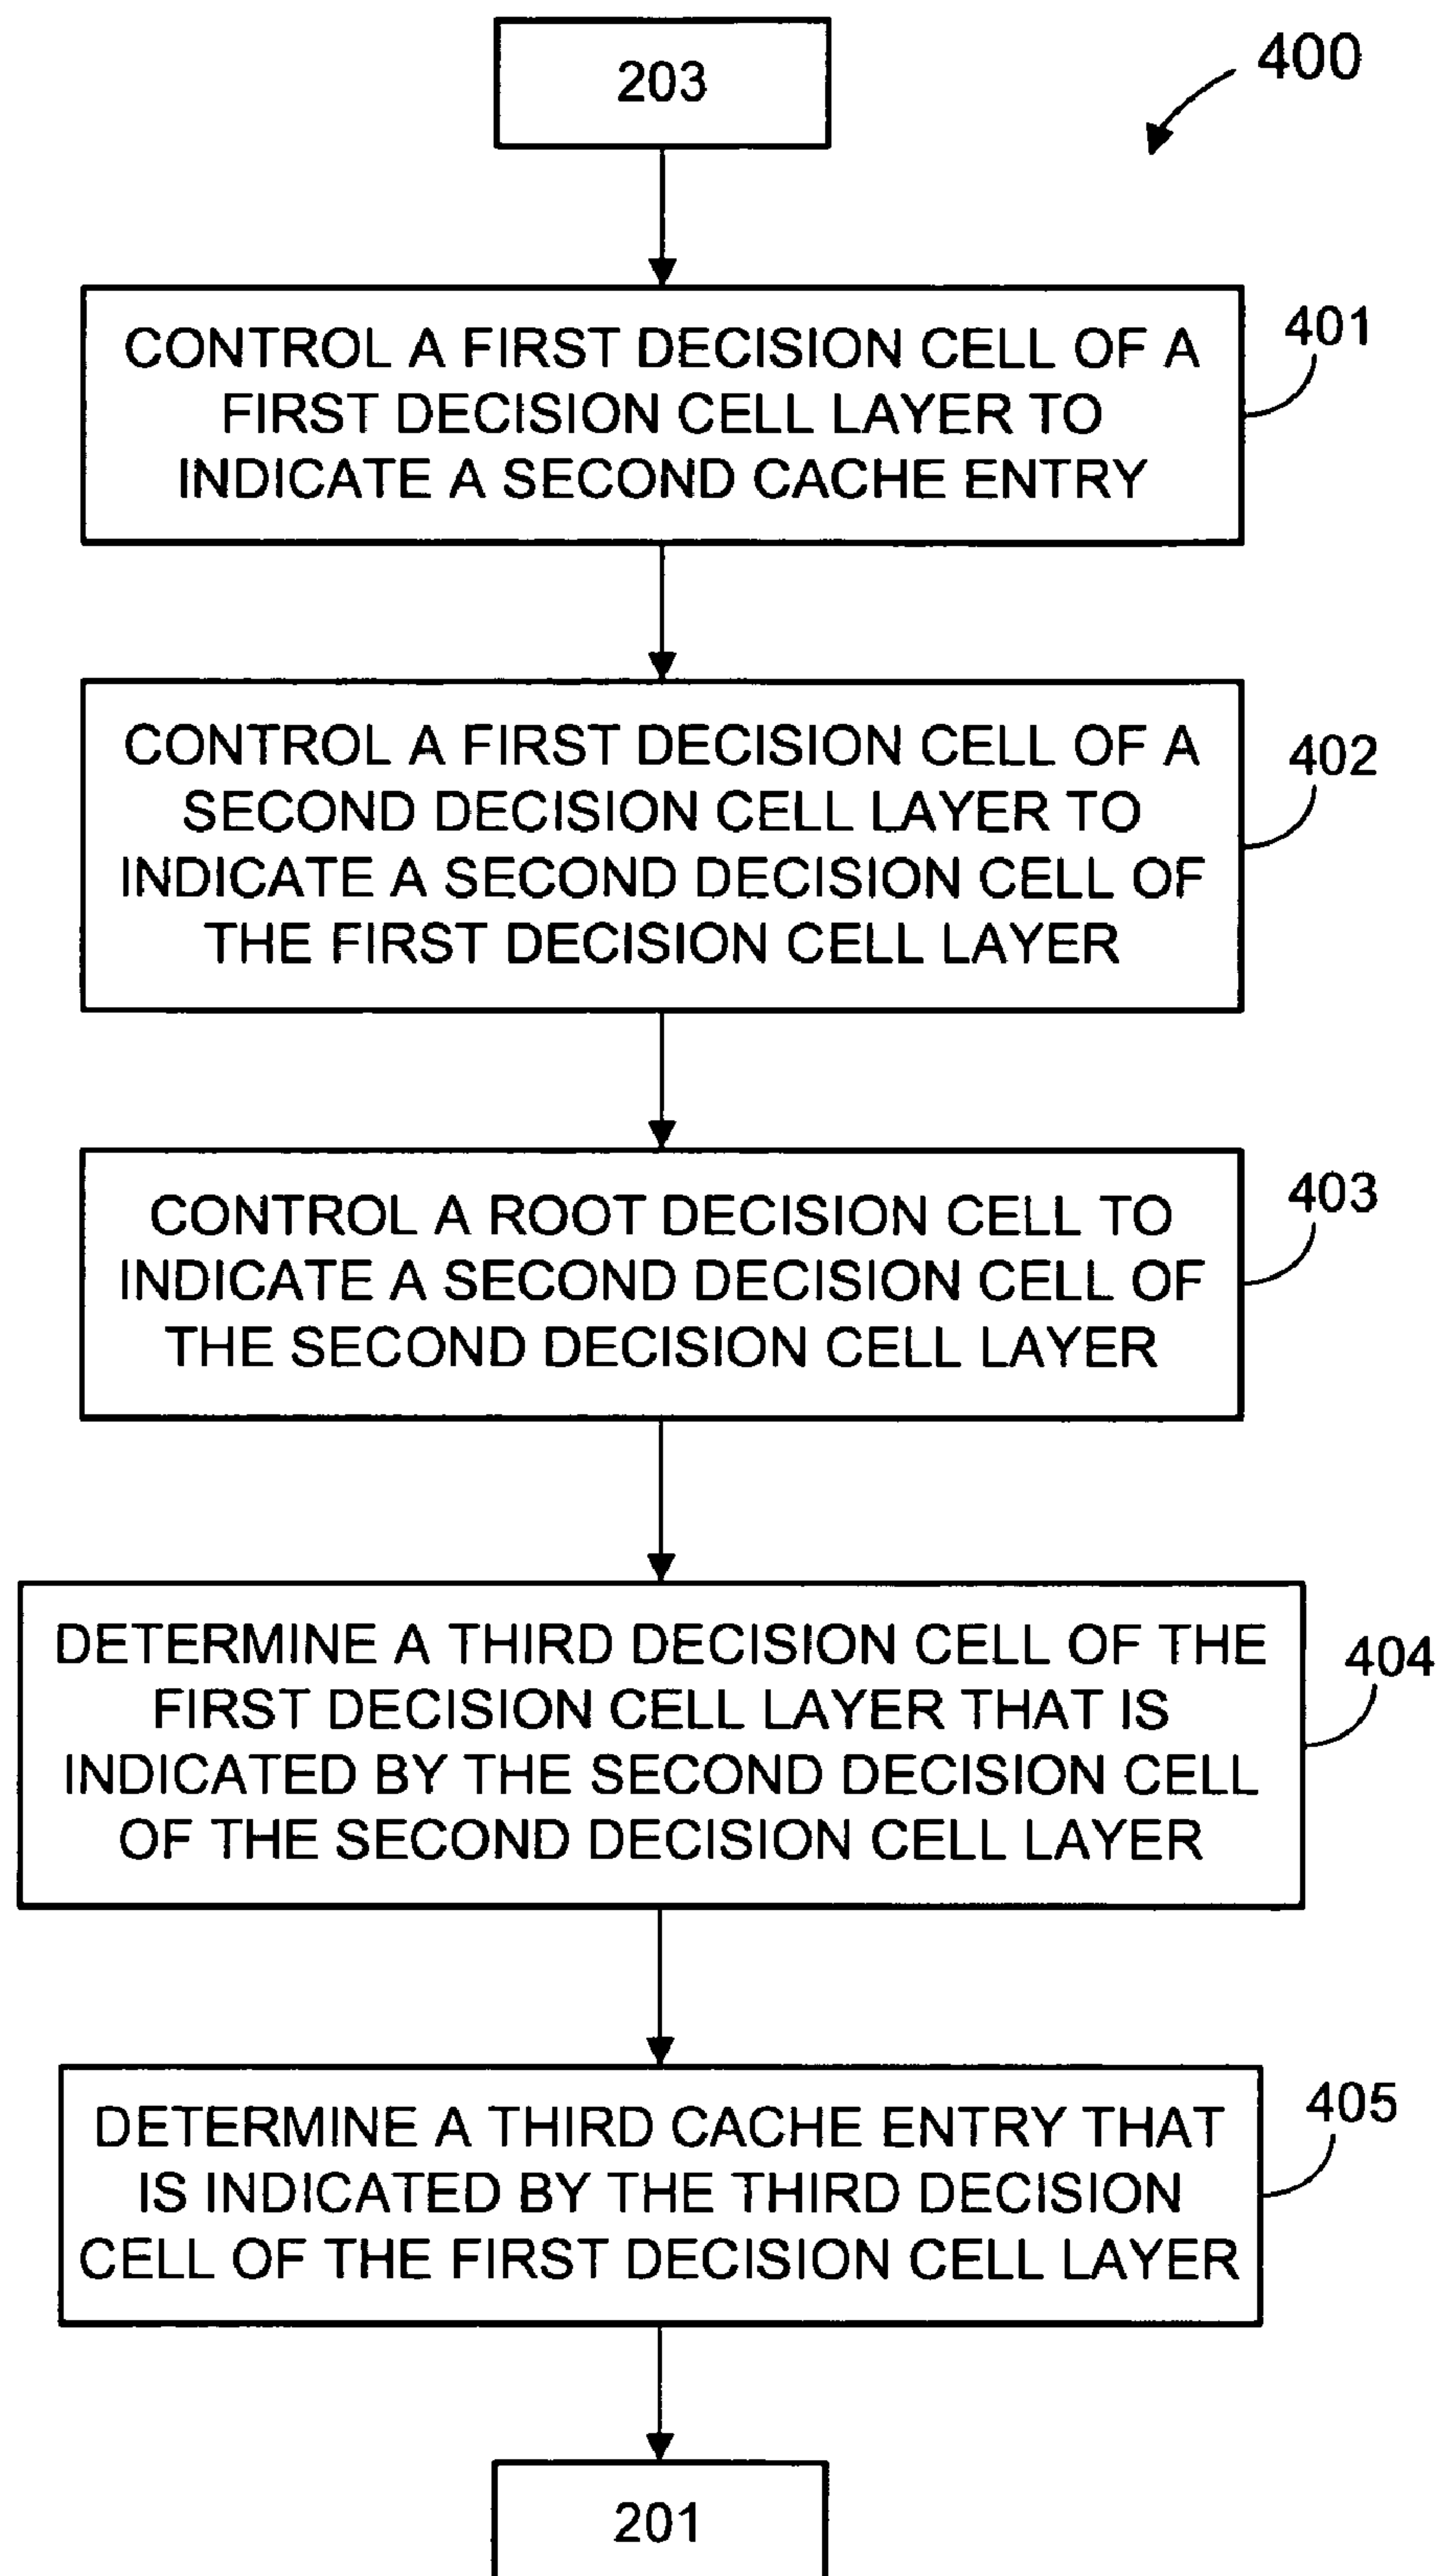 203
400
CONTROL A FIRST DECISION CELL OF A
FIRST DECISION CELL LAYER TO
INDICATE A SECOND CACHE ENTRY
401
CONTROL A FIRST DECISION CELL OF A
SECOND DECISION CELL LAYER TO
INDICATE A SECOND DECISION CELL OF
THE FIRST DECISION CELL LAYER
402
CONTROL A ROOT DECISION CELL TO
INDICATE A SECOND DECISION CELL OF
THE SECOND DECISION CELL LAYER
403
DETERMINE A THIRD DECISION CELL OF THE
FIRST DECISION CELL LAYER THAT IS
INDICATED BY THE SECOND DECISION CELL
OF THE SECOND DECISION CELL LAYER
404
DETERMINE A THIRD CACHE ENTRY THAT
IS INDICATED BY THE THIRD DECISION
CELL OF THE FIRST DECISION CELL LAYER
405
201